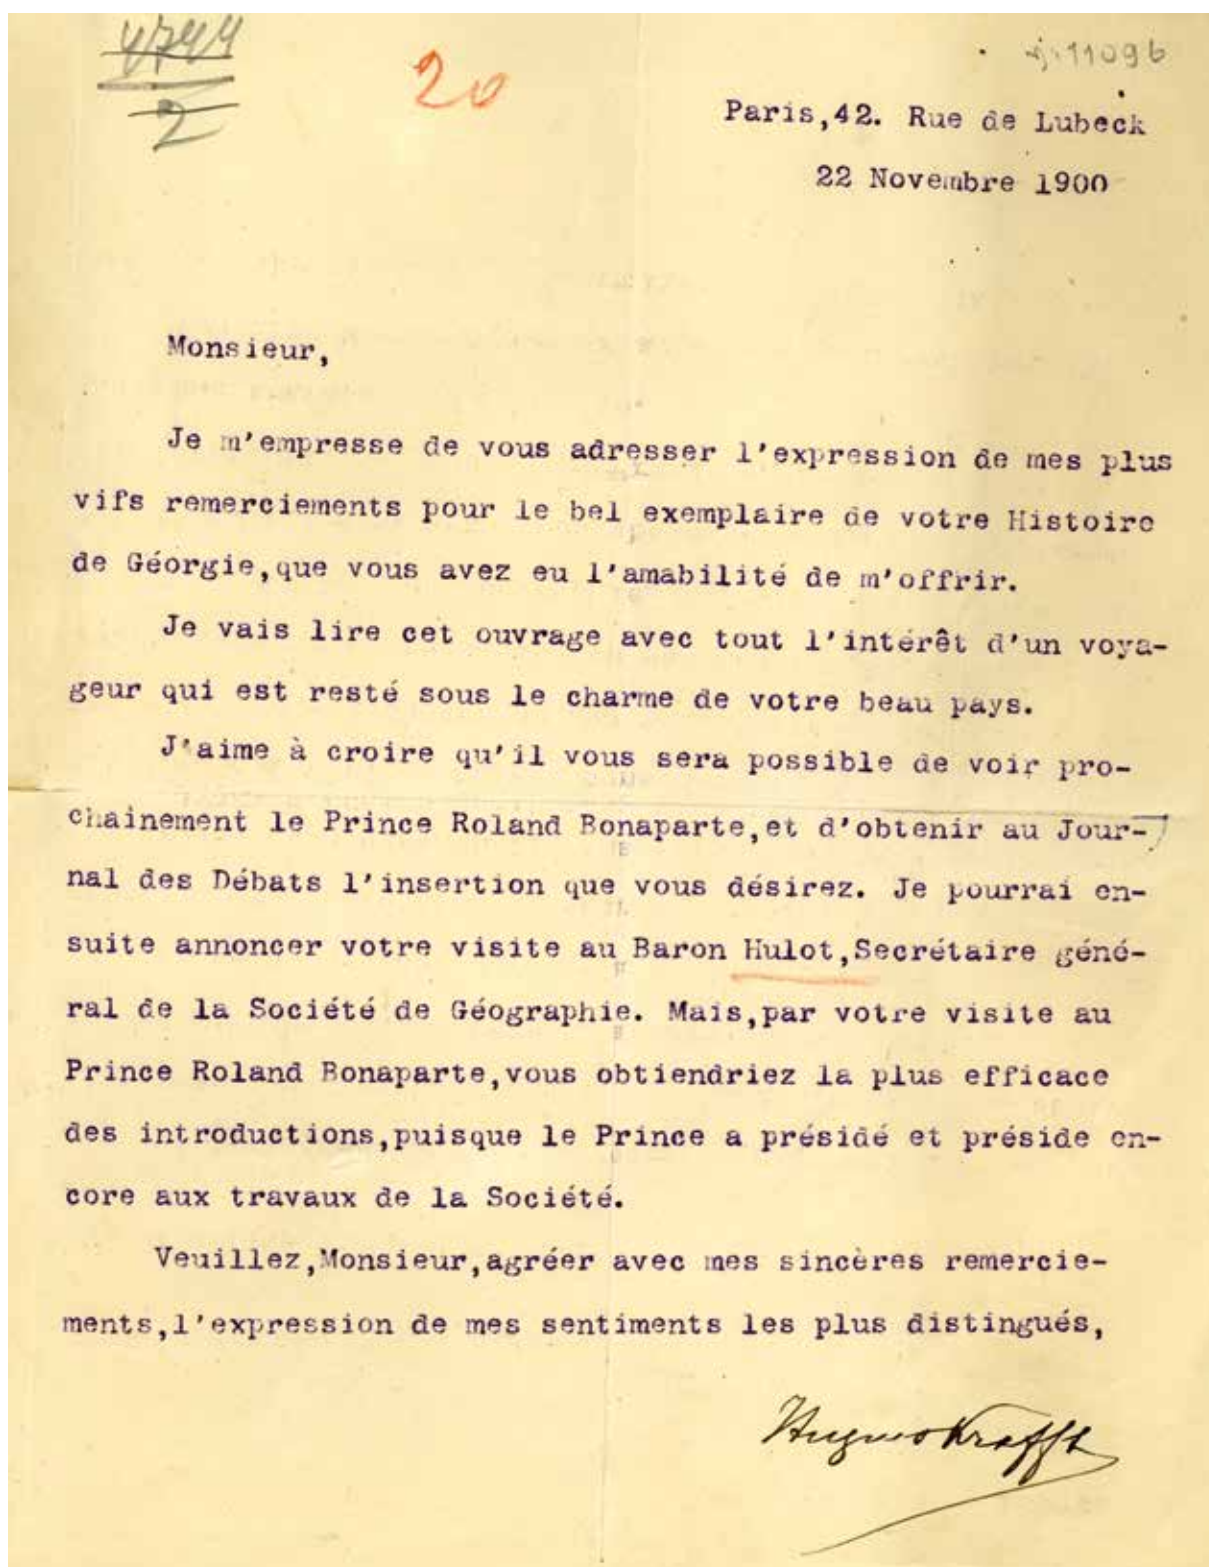 4744
2
20
11096
Paris,42. Rue de Lubeck
22 Novembre 1900
Monsieur,
Je m'empresse de vous adresser l'expression de mes plus
vifs remerciements pour le bel exemplaire de votre Histoire
de Géorgie,que vous avez eu l'amabilité de m'offrir.
Je vais lire cet ouvrage avec tout l'intérêt d'un voya-
geur qui est resté sous le charme de votre beau pays.
J'aime à croire qu'il vous sera possible de voir pro-
chainement le Prince Roland Bonaparte,et d'obtenir au Jour-
nal des Débats l'insertion que vous désirez. Je pourrai en-
suite annoncer votre visite au Baron Hulot,Secrétaire géné-
ral de la Société de Géographie. Mais,par votre visite au
Prince Roland Bonaparte,vous obtiendriez la plus efficace
des introductions,puisque le Prince a présidé et préside en-
core aux travaux de la Société.
Veuillez,Monsieur,agréer avec mes sincères remercie-
ments,l'expression de mes sentiments les plus distingués,
Hugues Krafft